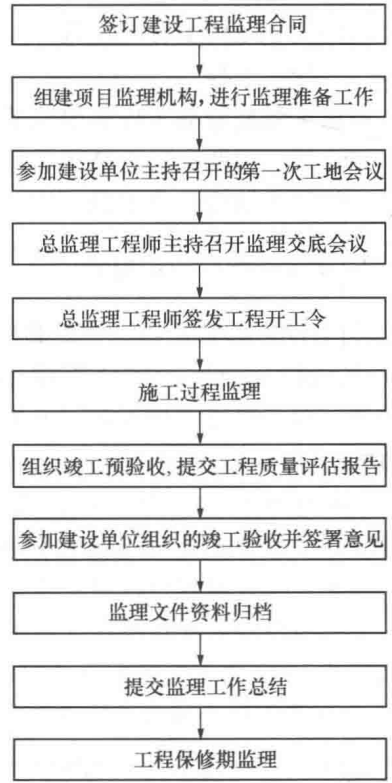 签订建设工程监理合同
组建项目监理机构,进行监理准备工作
参加建设单位主持召开的第一次工地会议
总监理工程师主持召开监理交底会议
总监理工程师签发工程开工令
施工过程监理
组织竣工预验收,提交工程质量评估报告
参加建设单位组织的竣工验收并签署意见
监理文件资料归档
提交监理工作总结
工程保修期监理